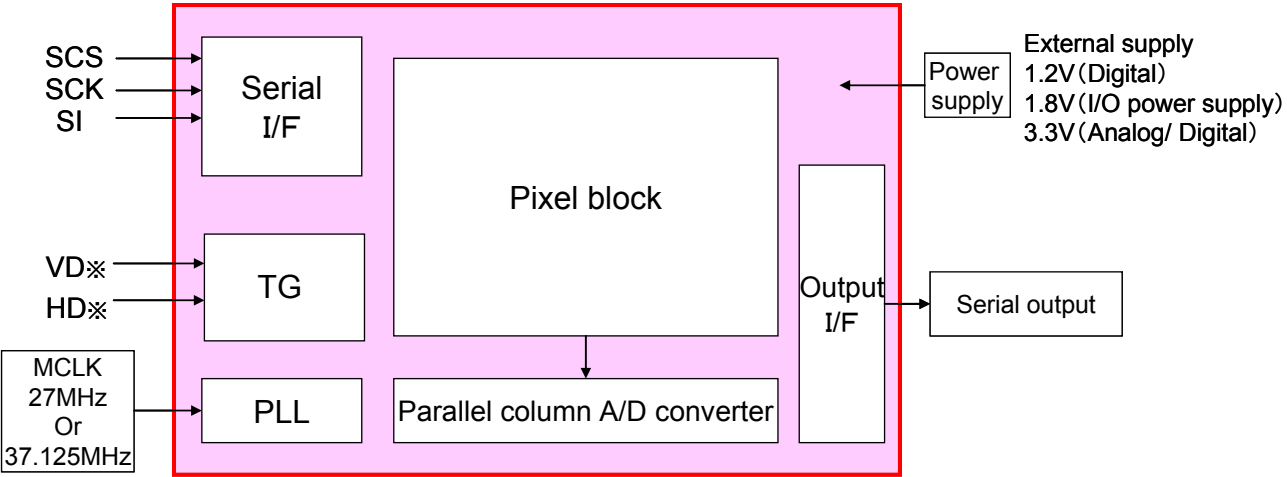 SCS
SCK
SI
Serial
I/F
VD※
HD※
TG
MCLK
27MHz
Or
37.125MHz
PLL
Pixel block
Parallel column A/D converter
Output
I/F
Power
supply
External supply
1.2V（Digital）
1.8V（I/O power supply）
3.3V（Analog/ Digital）
Serial output